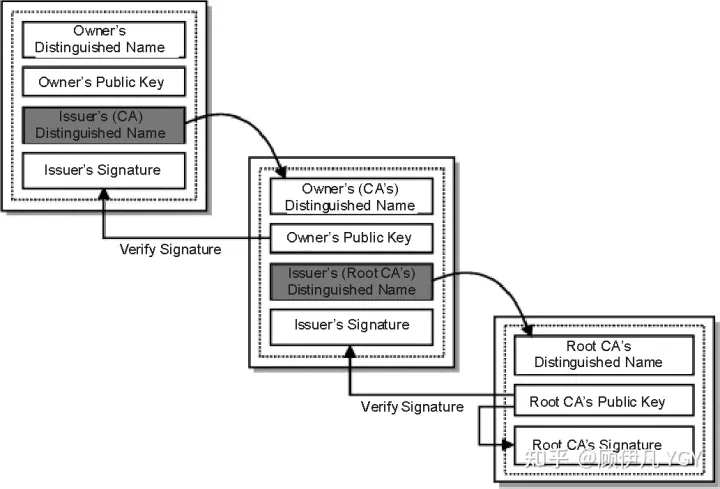 Owner's
Distinguished Name
Owner's Public Key
Issuer's (CA)
Distinguished Name
Issuer's Signature
Verify Signature
Owner's (CA's)
Distinguished Name
Owner's Public Key
Issuer's (Root CA's)
Distinguished Name
Issuer's Signature
Verify Signature
Root CA's
Distinguished Name
Root CA's Public Key
Root CA's Signature
知乎 @顾伊凡YGY